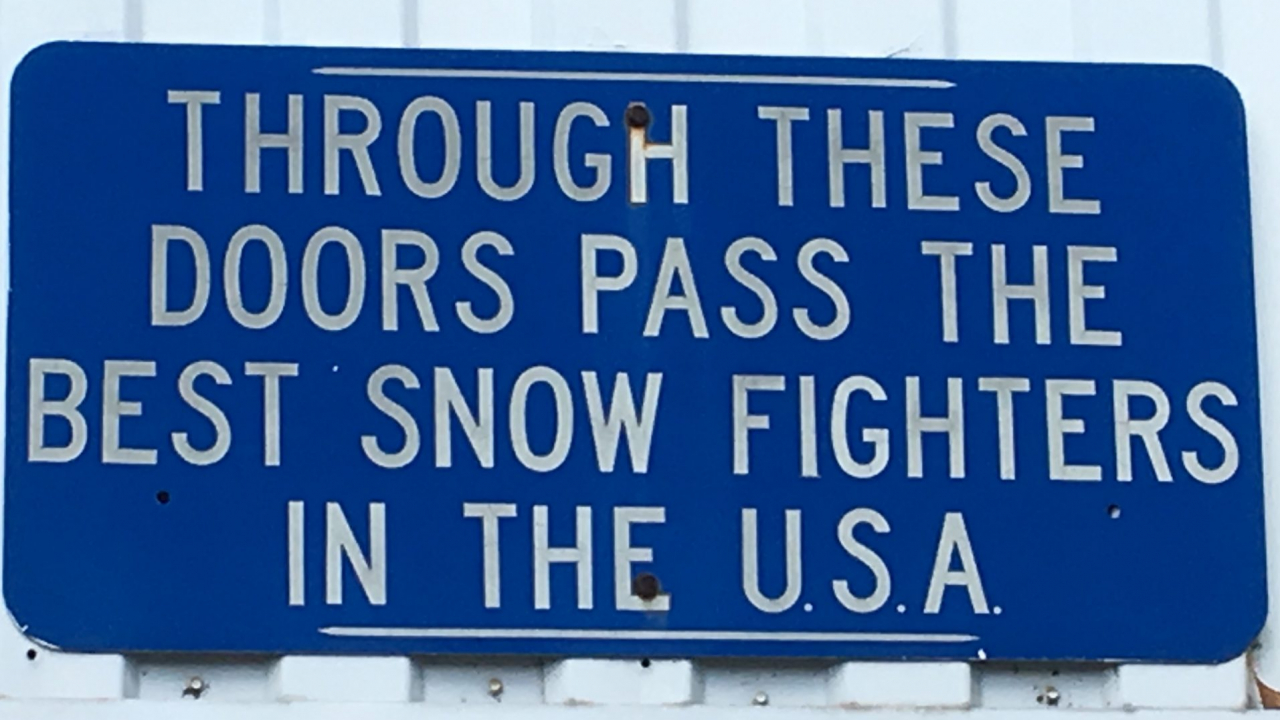 THROUGH THESE
DOORS PASS THE
BEST SNOW FIGHTERS
IN THE U.S.A.